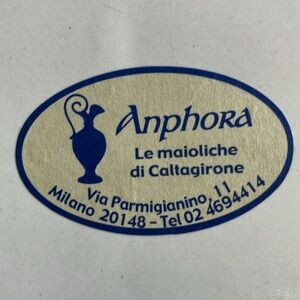 Anphora
Le maioliche
di Caltagirone
Via Parmigianino, 11
Milano 20148 - Tel 02 4694414